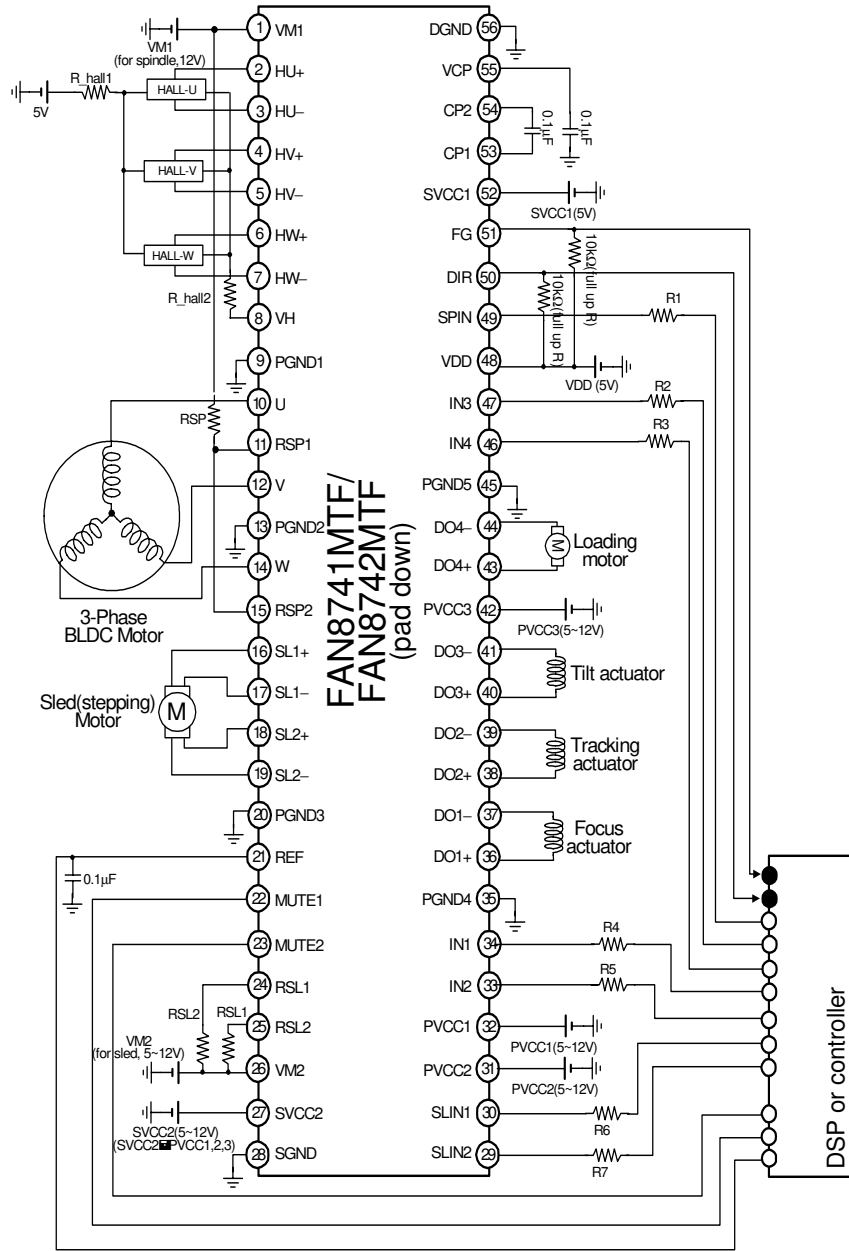 VM1
(for spindle,12V)
5V
R_hall1
HALL-U
HALL-V
HALL-W
R_hall2
RSP
3-Phase
BLDC Motor
Sled(stepping)
Motor
M
0.1µF
RSL2
RSL1
VM2
(for sled, 5~12V)
SVCC2(5~12V)
(SVCC2 PVCC1,2,3)
1 VM1
2 HU+
3 HU−
4 HV+
5 HV−
6 HW+
7 HW−
8 VH
9 PGND1
10 U
11 RSP1
12 V
13 PGND2
14 W
15 RSP2
16 SL1+
17 SL1−
18 SL2+
19 SL2−
20 PGND3
21 REF
22 MUTE1
23 MUTE2
24 RSL1
25 RSL2
26 VM2
27 SVCC2
28 SGND
FAN8741MTF/
FAN8742MTF
(pad down)
DGND 56
VCP 55
CP2 54
CP1 53
SVCC1 52
FG 51
DIR 50
SPIN 49
VDD 48
IN3 47
IN4 46
PGND5 45
DO4− 44
DO4+ 43
PVCC3 42
DO3− 41
DO3+ 40
DO2− 39
DO2+ 38
DO1− 37
DO1+ 36
PGND4 35
IN1 34
IN2 33
PVCC1 32
PVCC2 31
SLIN1 30
SLIN2 29
0.1µF
0.1µF
SVCC1(5V)
10kΩ(full up R)
10kΩ(full up R)
R1
VDD (5V)
R2
R3
M
Loading
motor
PVCC3(5~12V)
Tilt actuator
Tracking
actuator
Focus
actuator
R4
R5
PVCC1(5~12V)
PVCC2(5~12V)
R6
R7
DSP or controller